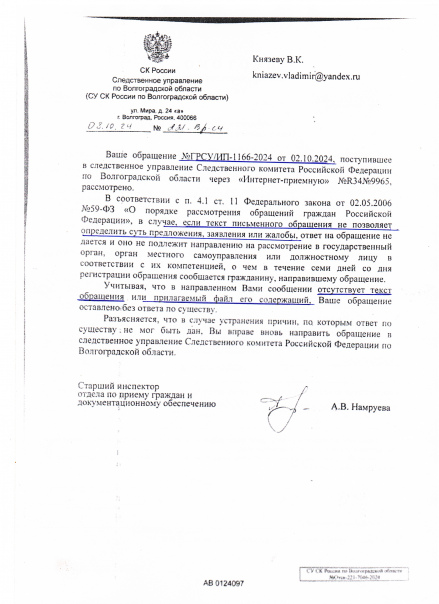 СК России
Следственное управление
по Волгоградской области
(СУ СК России по Волгоградской области)
ул. Мира, д. 24 «а»
г. Волгоград, Россия, 400066
03.10.24 №
Князеву В.К.
kniazev.vladimir@yandex.ru
Ваше обращение №ГРСУ/ИП-1166-2024 от 02.10.2024, поступившее
в следственное управление Следственного комитета Российской Федерации
по Волгоградской области через «Интернет-приемную» №R34№9965,
рассмотрено.
В соответствии с п. 4.1 ст. 11 Федерального закона от 02.05.2006
№59-ФЗ «О порядке рассмотрения обращений граждан Российской
Федерации», в случае, если текст письменного обращения не позволяет
определить суть предложения, заявления или жалобы, ответ на обращение не
дается и оно не подлежит направлению на рассмотрение в государственный
орган, орган местного самоуправления или должностному лицу в
соответствии с их компетенцией, о чем в течение семи дней со дня
регистрации обращения сообщается гражданину, направившему обращение.
Учитывая, что в направленном Вами сообщении отсутствует текст
обращения или прилагаемый файл его содержащий, Ваше обращение
оставлено без ответа по существу.
Разъясняется, что в случае устранения причин, по которым ответ по
существу не мог быть дан, Вы вправе вновь направить обращение в
следственное управление Следственного комитета Российской Федерации по
Волгоградской области.
Старший инспектор
отдела по приему граждан и
документационному обеспечению
А.В. Намруева
АВ 0124097
СУ СК России по Волгоградской области